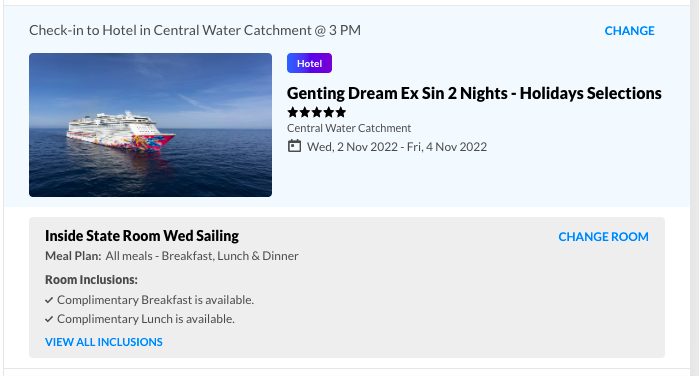 Check-in to Hotel in Central Water Catchment @ 3 PM
CHANGE
Hotel
Genting Dream Ex Sin 2 Nights - Holidays Selections
Central Water Catchment
Wed, 2 Nov 2022 - Fri, 4 Nov 2022
Inside State Room Wed Sailing
CHANGE ROOM
Meal Plan: All meals - Breakfast, Lunch & Dinner
Room Inclusions:
Complimentary Breakfast is available.
Complimentary Lunch is available.
VIEW ALL INCLUSIONS